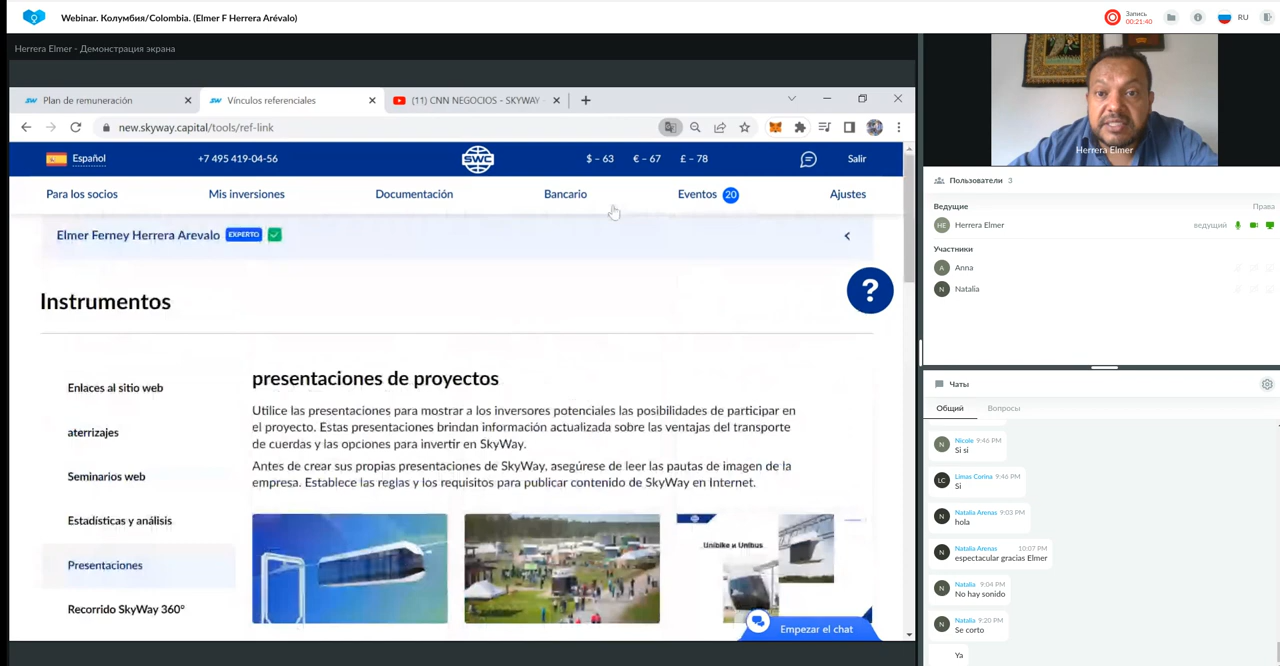 Webinar. Колумбия/Colombia. (Elmer F Herrera Arévalo)
Запись
00:21:40
RU
Herrera Elmer - Демонстрация экрана
Plan de remuneración
Vínculos referenciales
(11) CNN NEGOCIOS - SKYWAY
new.skyway.capital/tools/ref-link
Español
+7 495 419-04-56
SWC
$ – 63
€ – 67
£ – 78
Salir
Para los socios
Mis inversiones
Documentación
Bancario
Eventos 20
Ajustes
Elmer Ferney Herrera Arevalo EXPERTO
?
Instrumentos
Enlaces al sitio web
aterrizajes
Seminarios web
Estadísticas y análisis
Presentaciones
Recorrido SkyWay 360°
presentaciones de proyectos
Utilice las presentaciones para mostrar a los inversores potenciales las posibilidades de participar en
el proyecto. Estas presentaciones brindan información actualizada sobre las ventajas del transporte
de cuerdas y las opciones para invertir en SkyWay.
Antes de crear sus propias presentaciones de SkyWay, asegúrese de leer las pautas de imagen de la
empresa. Establece las reglas y los requisitos para publicar contenido de SkyWay en Internet.
Unibike и Unibus
Empezar el chat
Herrera Elmer
Пользователи 3
Ведущие
Права
HE
Herrera Elmer
ведущий
Участники
A
Anna
N
Natalia
Чаты
Общий
Вопросы
N
Nicole 9:46 PM
Si si
LC
Limas Corina 9:46 PM
Si
N
Natalia Arenas 9:03 PM
hola
N
Natalia Arenas 10:07 PM
espectacular gracias Elmer
N
Natalia 9:04 PM
No hay sonido
N
Natalia 9:20 PM
Se corto
Ya